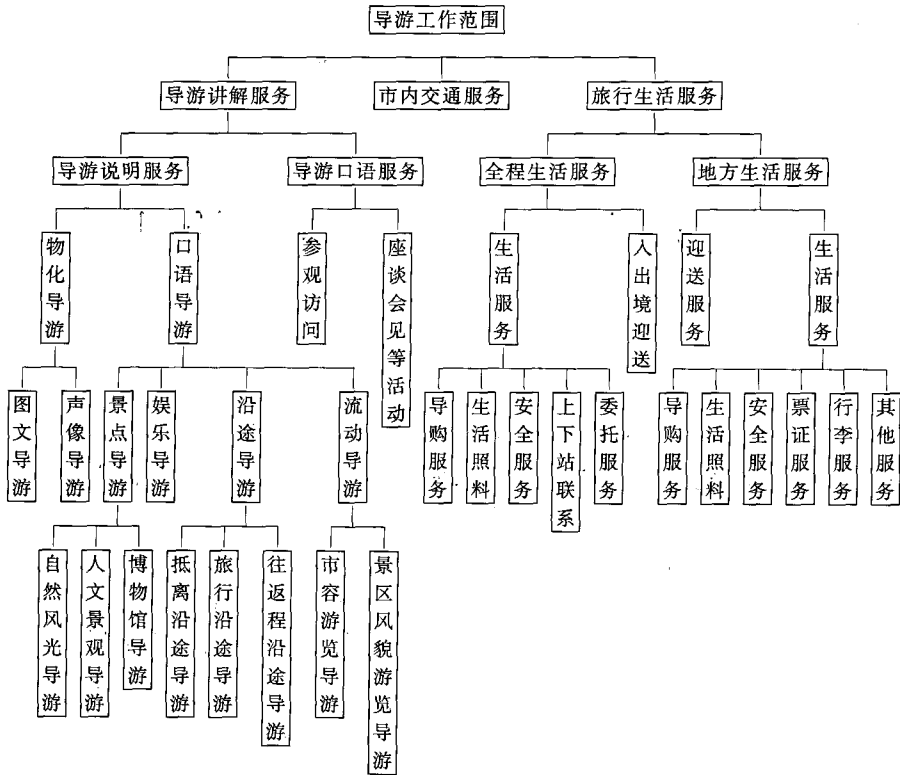 导游工作范围
导游讲解服务
市内交通服务
旅行生活服务
导游说明服务
导游口语服务
全程生活服务
地方生活服务
物化导游
口语导游
参观访问
座谈会见等活动
生活服务
入出境迎送
迎送服务
生活服务
图文导游
声像导游
景点导游
娱乐导游
沿途导游
流动导游
导购服务
生活照料
安全服务
上下站联系
委托服务
导购服务
生活照料
安全服务
票证服务
行李服务
其他服务
自然风光导游
人文景观导游
博物馆导游
抵离沿途导游
旅行沿途导游
往返程沿途导游
市容游览导游
景区风貌游览导游